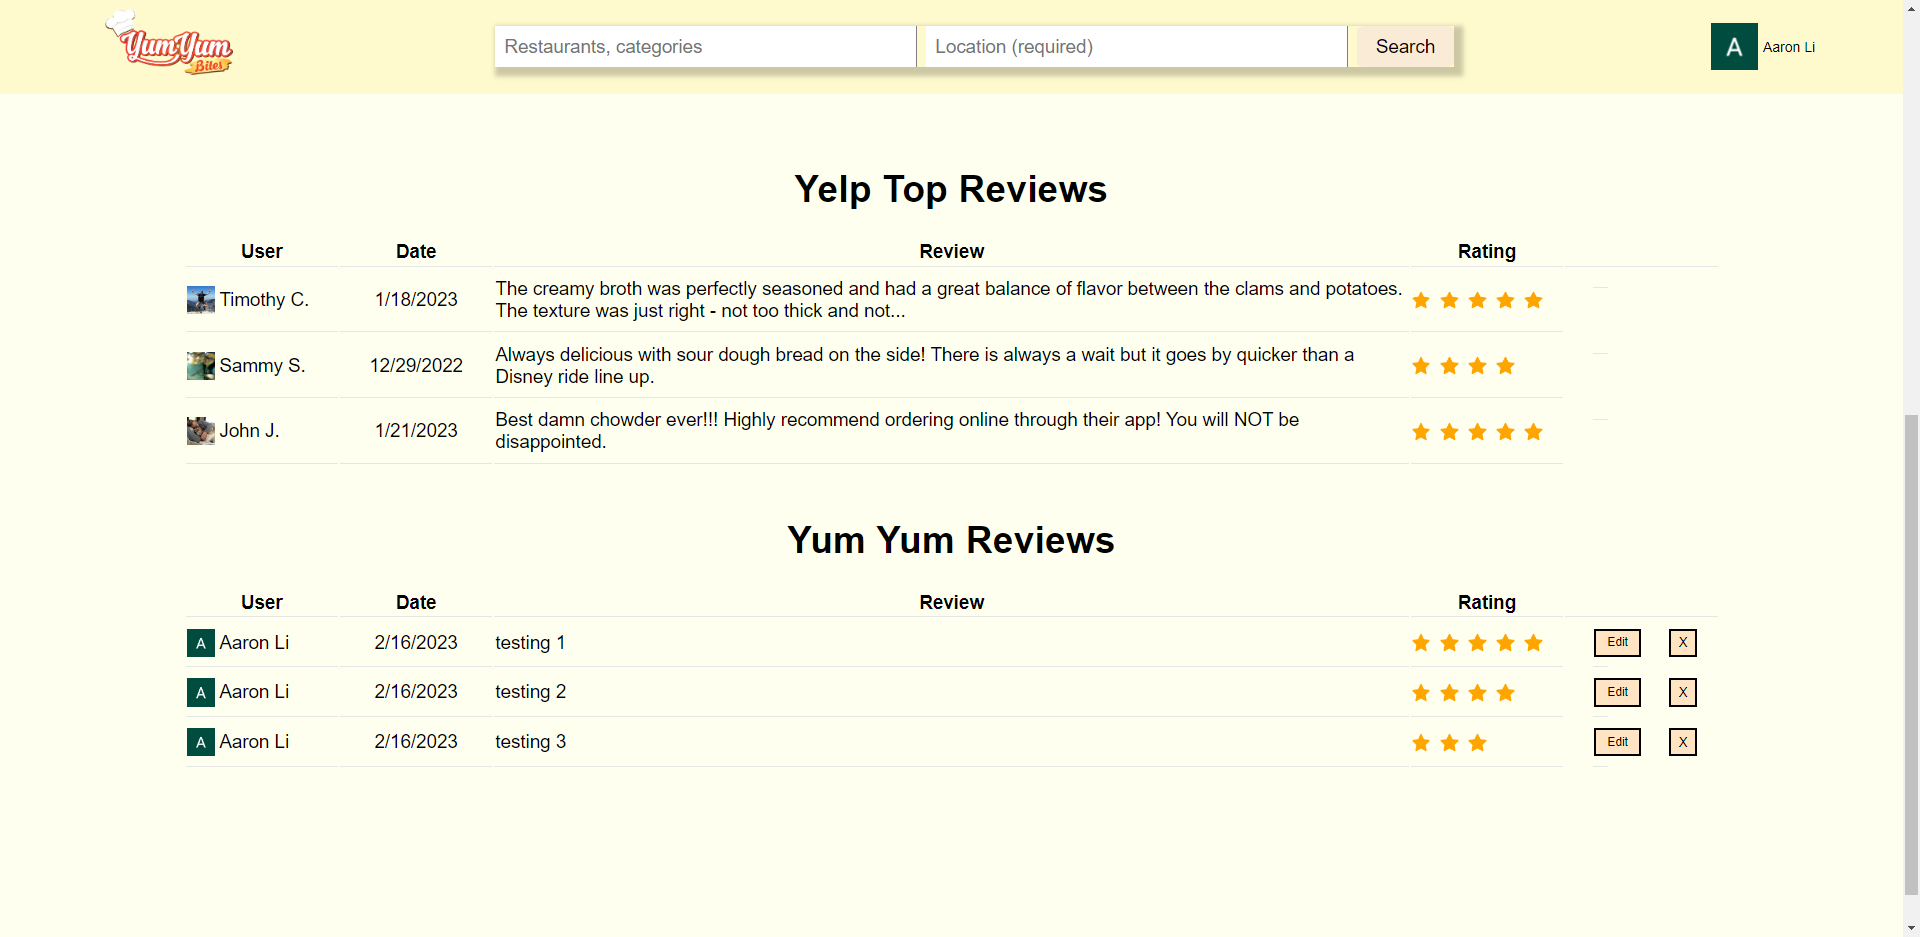 YumYum
Bites
Restaurants, categories
Location (required)
Search
A
Aaron Li
Yelp Top Reviews
User Date Review Rating
Timothy C. 1/18/2023 The creamy broth was perfectly seasoned and had a great balance of flavor between the clams and potatoes.
The texture was just right - not too thick and not...
Sammy S. 12/29/2022 Always delicious with sour dough bread on the side! There is always a wait but it goes by quicker than a
Disney ride line up.
John J. 1/21/2023 Best damn chowder ever!!! Highly recommend ordering online through their app! You will NOT be
disappointed.
Yum Yum Reviews
User Date Review Rating
A Aaron Li 2/16/2023 testing 1 Edit X
A Aaron Li 2/16/2023 testing 2 Edit X
A Aaron Li 2/16/2023 testing 3 Edit X